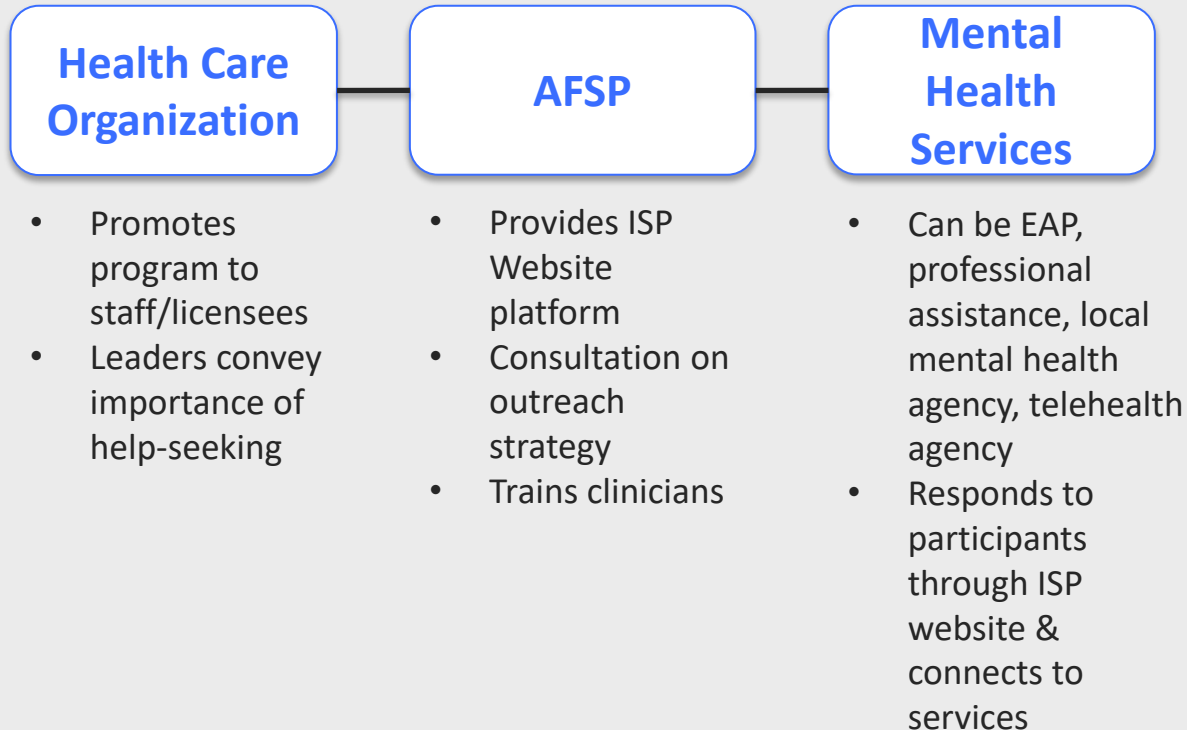 Health Care
Organization
• Promotes
program to
staff/licensees
• Leaders convey
importance of
help-seeking
AFSP
• Provides ISP
Website
platform
• Consultation on
outreach
strategy
• Trains clinicians
Mental
Health
Services
• Can be EAP,
professional
assistance, local
mental health
agency, telehealth
agency
• Responds to
participants
through ISP
website &
connects to
services